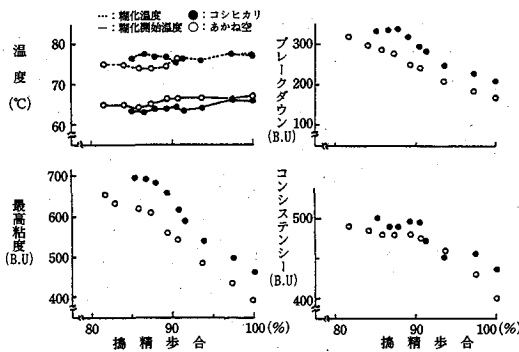 ---：糊化温度　●：コシヒカリ
—：糊化開始温度　○：あかね空
温度
(℃)
80
70
60
ブレークダウン
(B.U)
300
200
100
80 90 100
最高粘度
(B.U)
700
600
500
400
80 90 100(%)
搗精歩合
コンシステンシー
(B.U)
500
400
80 90 100(%)
搗精歩合